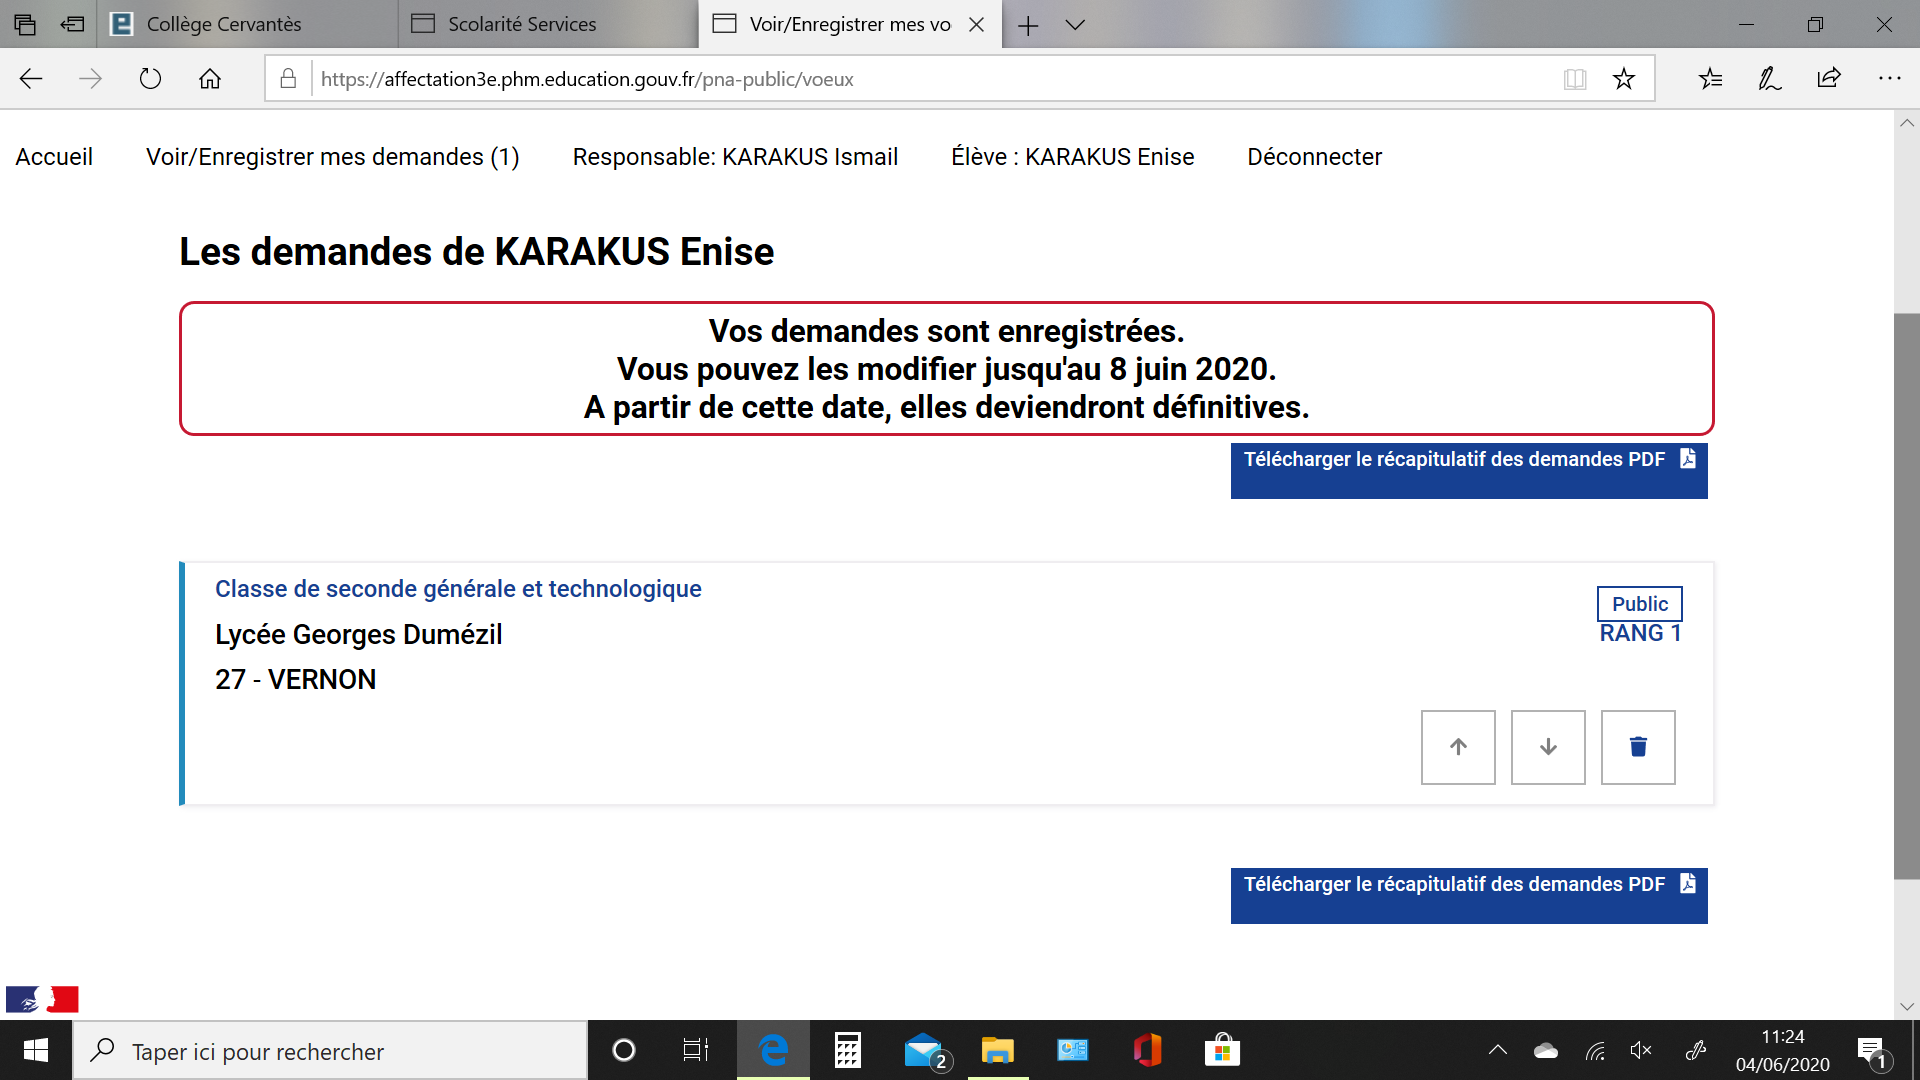 Collège Cervantès
Scolarité Services
Voir/Enregistrer mes vo
https://affectation3e.phm.education.gouv.fr/pna-public/voeux
Accueil
Voir/Enregistrer mes demandes (1)
Responsable: KARAKUS Ismail
Élève : KARAKUS Enise
Déconnecter
Les demandes de KARAKUS Enise
Vos demandes sont enregistrées.
Vous pouvez les modifier jusqu'au 8 juin 2020.
A partir de cette date, elles deviendront définitives.
Télécharger le récapitulatif des demandes PDF
Classe de seconde générale et technologique
Public
RANG 1
Lycée Georges Dumézil
27 - VERNON
Télécharger le récapitulatif des demandes PDF
Taper ici pour rechercher
2
11:24
04/06/2020
1